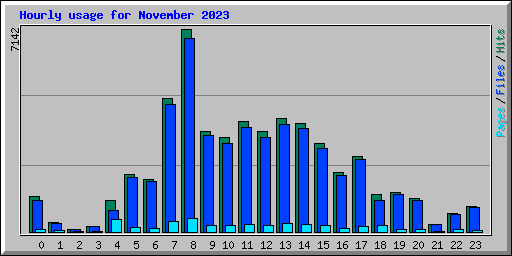 Hourly usage for November 2023
7142
Pages/Files/Hits
0 1 2 3 4 5 6 7 8 9 10 11 12 13 14 15 16 17 18 19 20 21 22 23